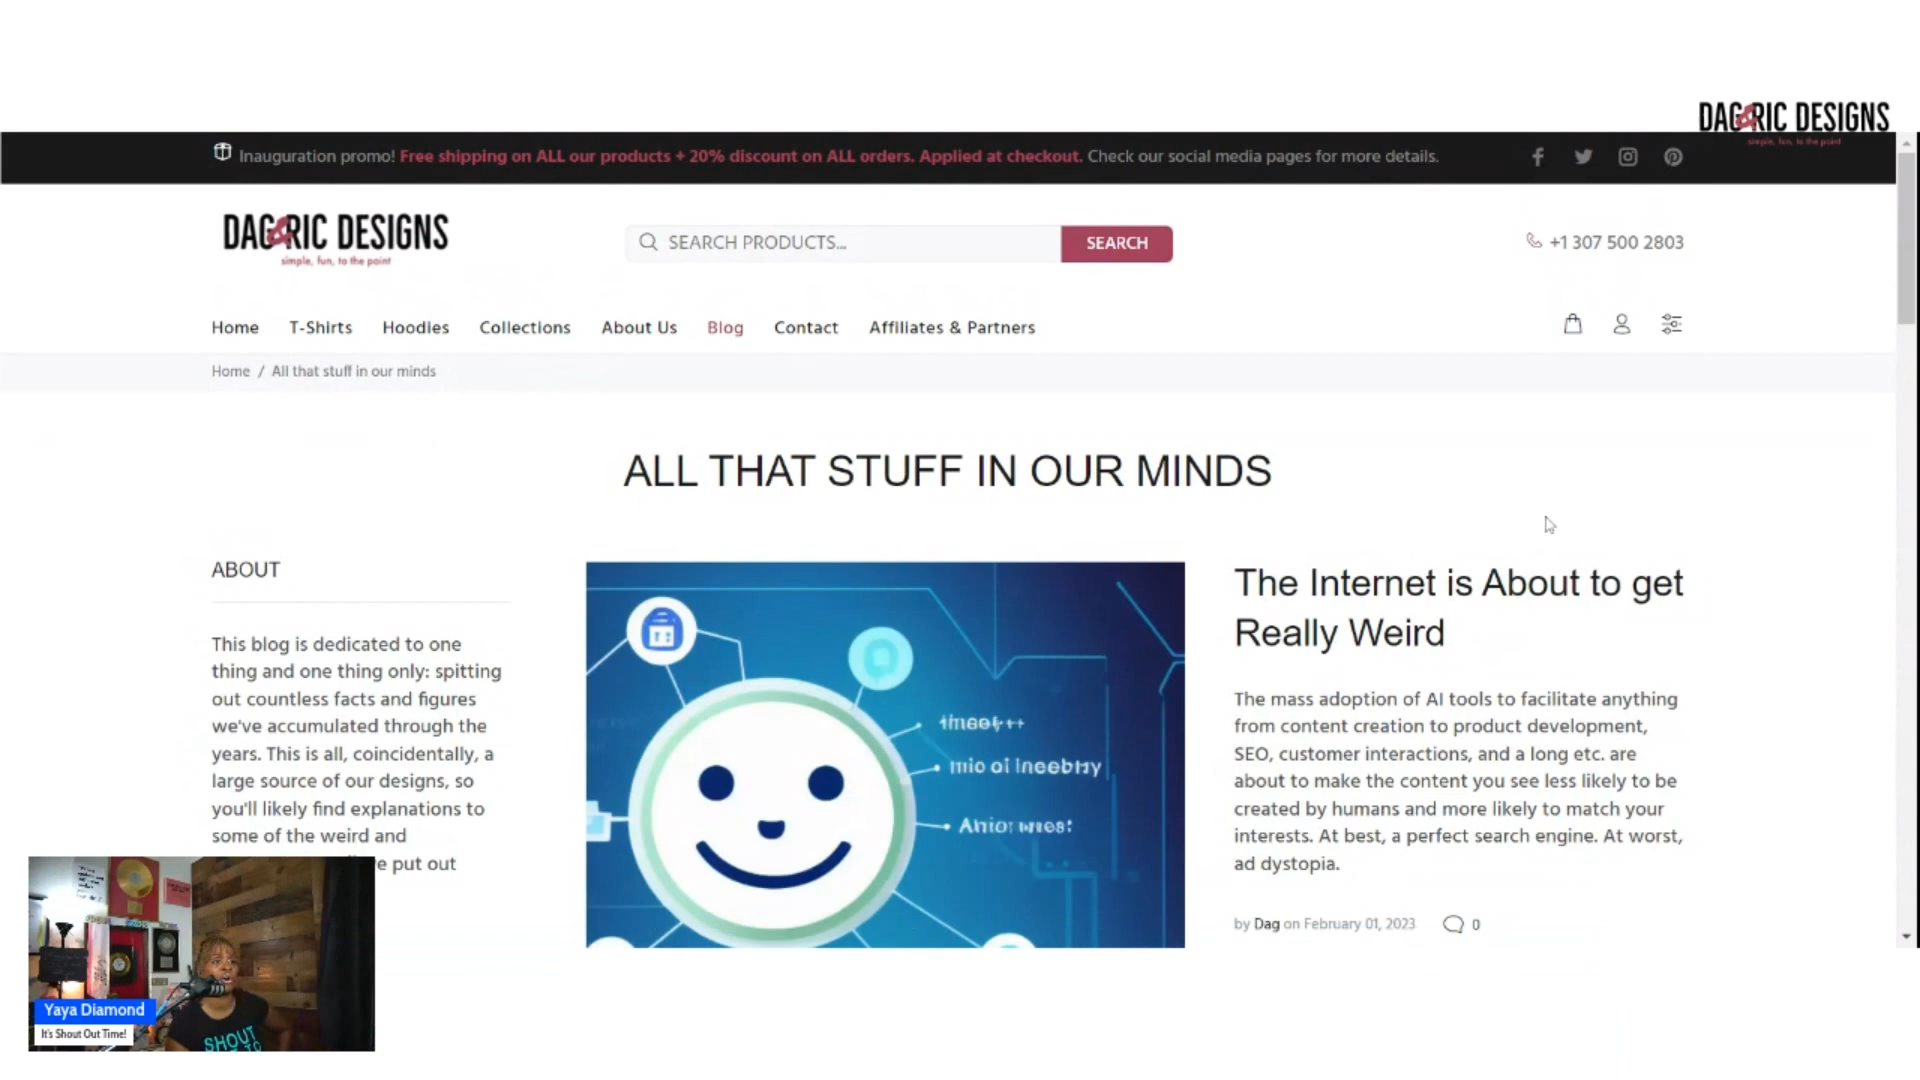 DAG&RIC DESIGNS
simple, fun, to the point
Inauguration promo! Free shipping on ALL our products + 20% discount on ALL orders. Applied at checkout. Check our social media pages for more details.
DAG&RIC DESIGNS
simple, fun, to the point
SEARCH PRODUCTS...
SEARCH
+1 307 500 2803
Home T-Shirts Hoodies Collections About Us Blog Contact Affiliates & Partners
Home / All that stuff in our minds
ALL THAT STUFF IN OUR MINDS
ABOUT
This blog is dedicated to one
thing and one thing only: spitting
out countless facts and figures
we've accumulated through the
years. This is all, coincidentally, a
large source of our designs, so
you'll likely find explanations to
some of the weird and
put out
The Internet is About to get
Really Weird
The mass adoption of AI tools to facilitate anything
from content creation to product development,
SEO, customer interactions, and a long etc. are
about to make the content you see less likely to be
created by humans and more likely to match your
interests. At best, a perfect search engine. At worst,
ad dystopia.
by Dag on February 01, 2023 0
Yaya Diamond
It's Shout Out Time!
SHOUT